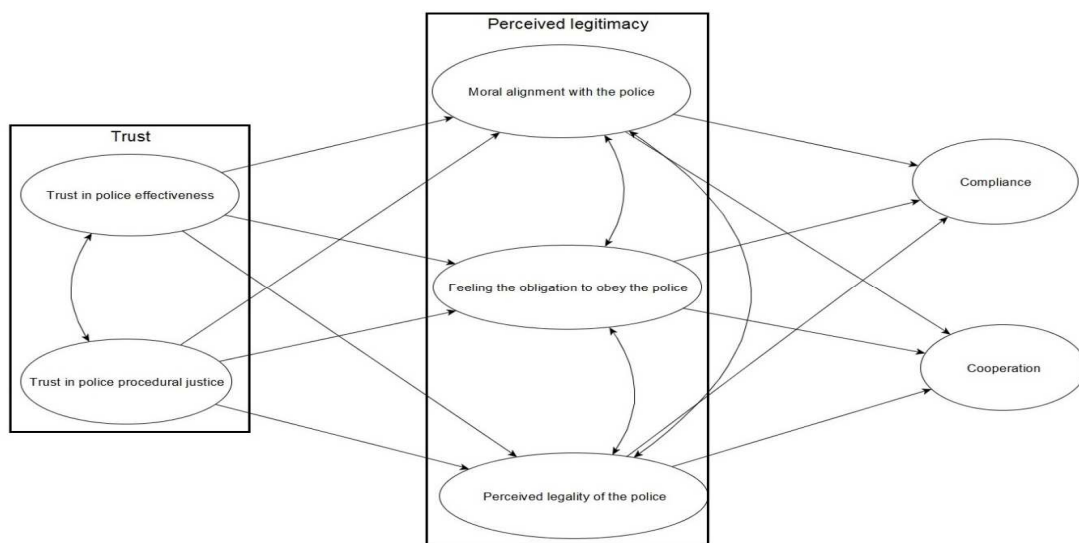 Perceived legitimacy
Moral alignment with the police
Trust
Trust in police effectiveness
Compliance
Feeling the obligation to obey the police
Trust in police procedural justice
Cooperation
Perceived legality of the police